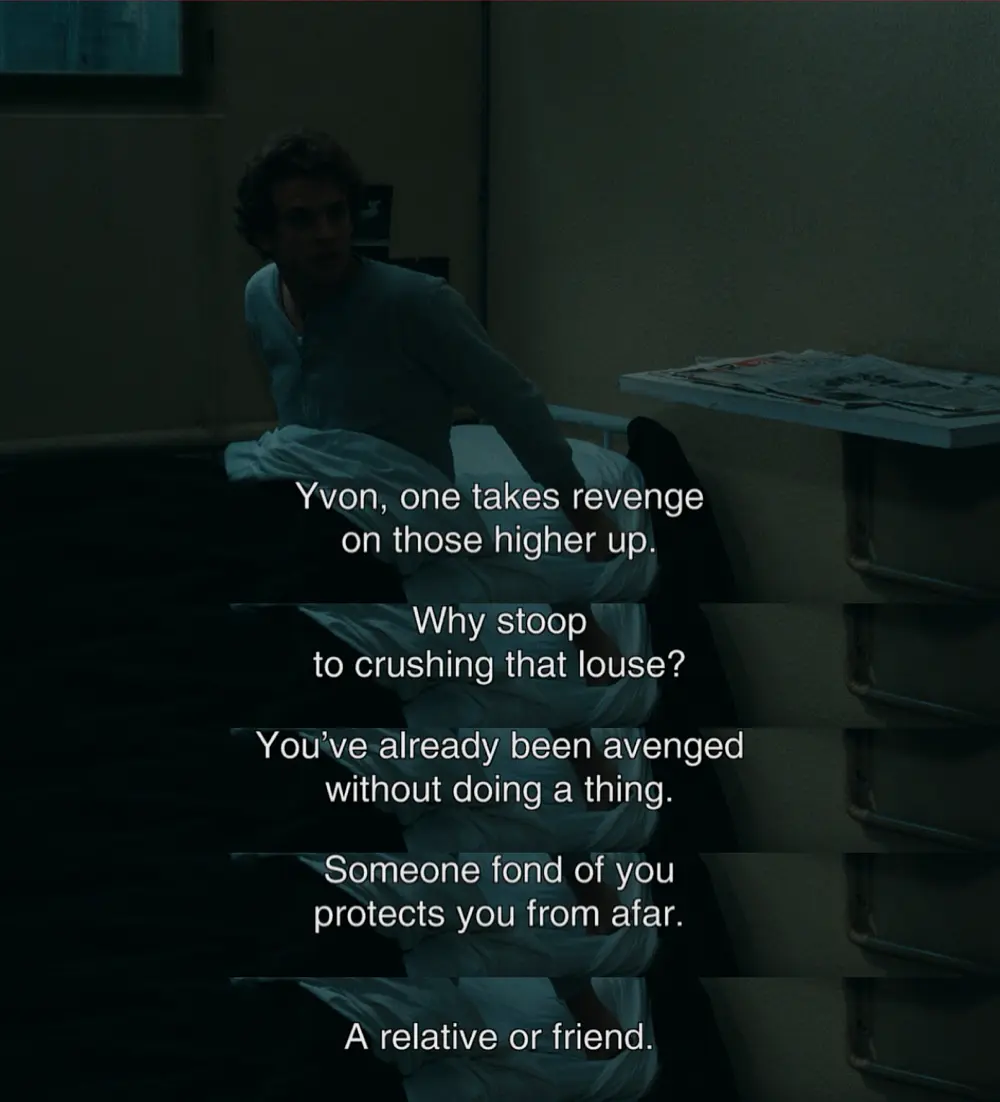 Yvon, one takes revenge
on those higher up.
Why stoop
to crushing that louse?
You've already been avenged
without doing a thing.
Someone fond of you
protects you from afar.
A relative or friend.